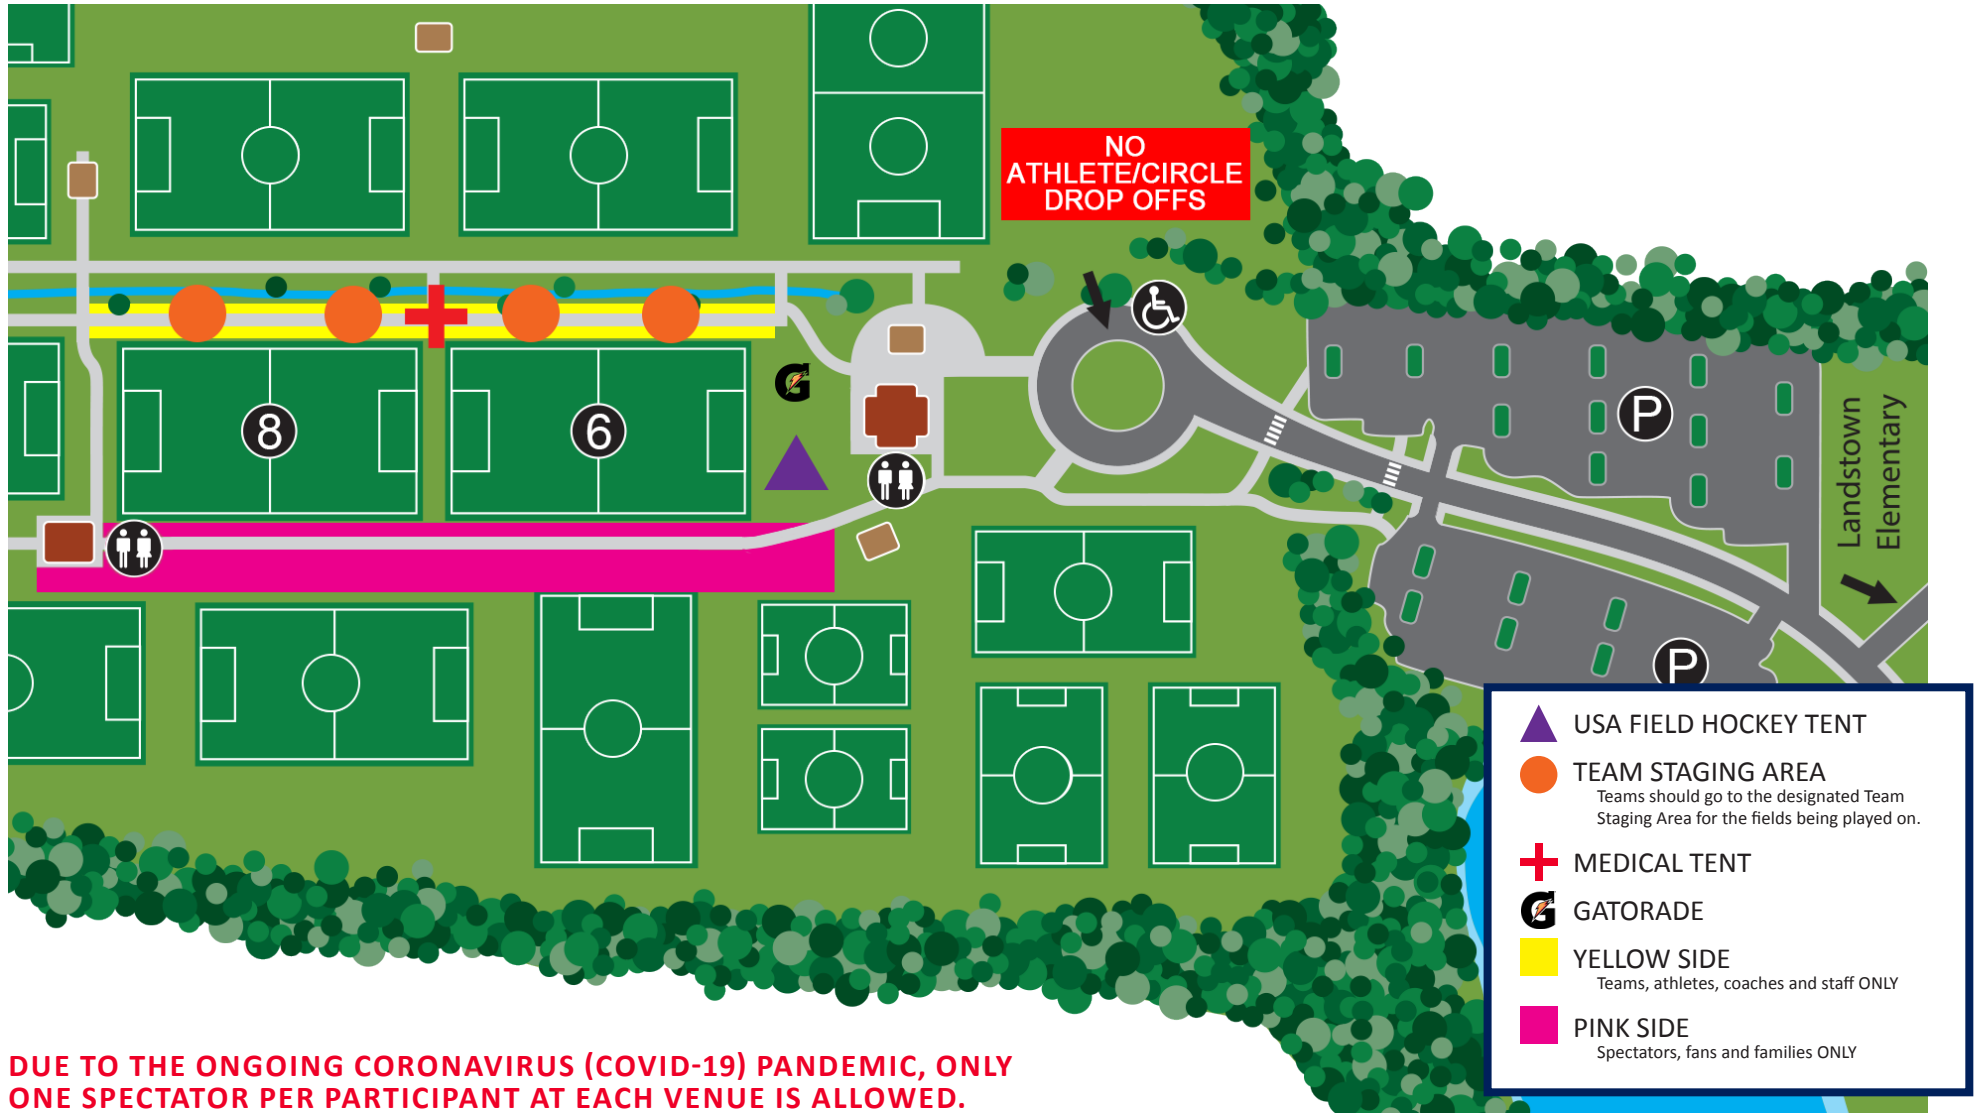 NO
ATHLETE/CIRCLE
DROP OFFS
G
8
6
P
Landstown
Elementary
P
USA FIELD HOCKEY TENT
TEAM STAGING AREA
Teams should go to the designated Team
Staging Area for the fields being played on.
MEDICAL TENT
G
GATORADE
YELLOW SIDE
Teams, athletes, coaches and staff ONLY
PINK SIDE
Spectators, fans and families ONLY
DUE TO THE ONGOING CORONAVIRUS (COVID-19) PANDEMIC, ONLY
ONE SPECTATOR PER PARTICIPANT AT EACH VENUE IS ALLOWED.